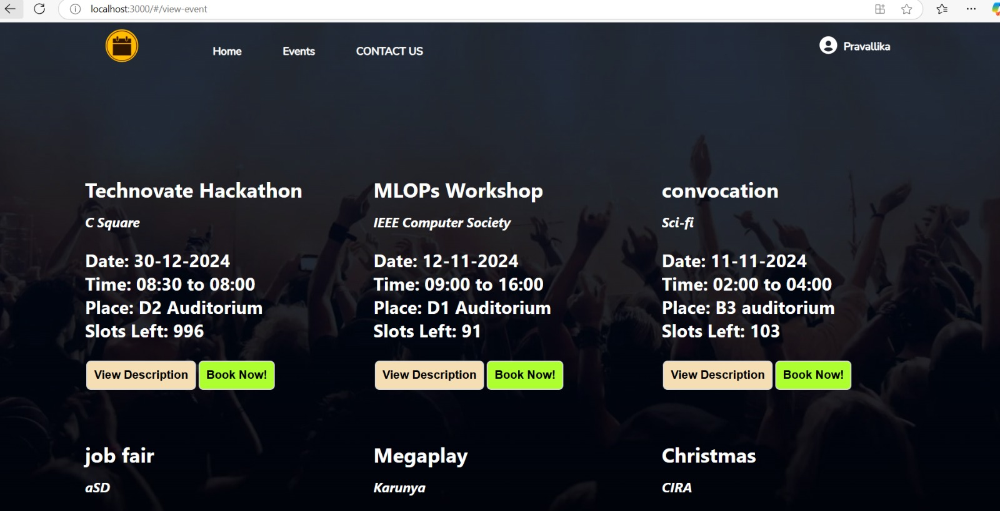 localhost:3000/#/view-event
Home Events CONTACT US Pravallika
Technovate Hackathon
C Square
Date: 30-12-2024
Time: 08:30 to 08:00
Place: D2 Auditorium
Slots Left: 996
View Description Book Now!
MLOPs Workshop
IEEE Computer Society
Date: 12-11-2024
Time: 09:00 to 16:00
Place: D1 Auditorium
Slots Left: 91
View Description Book Now!
convocation
Sci-fi
Date: 11-11-2024
Time: 02:00 to 04:00
Place: B3 auditorium
Slots Left: 103
View Description Book Now!
job fair
aSD
Megaplay
Karunya
Christmas
CIRA